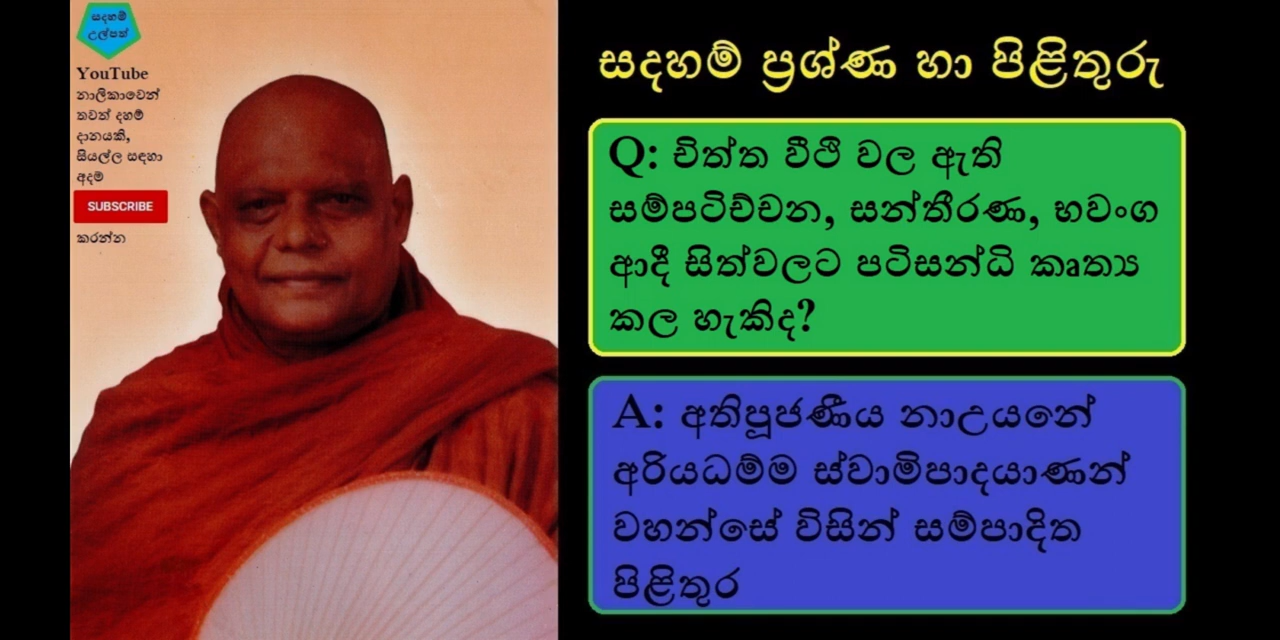 සදහම්
උල්පත්
YouTube
නාලිකාවෙන්
තවත් දහම්
දානයකි,
සියල්ල සඳහා
අදම
SUBSCRIBE
කරන්න
සදහම් ප්‍රශ්ණ හා පිළිතුරු
Q: චිත්ත වීථි වල ඇති
සම්පටිච්චන, සන්තීරණ, භවංග
ආදී සිත්වලට පටිසන්ධි කෘත්‍ය
කල හැකිද?
A: අතිපූජණීය නාඋයනේ
අරියධම්ම ස්වාමිපාදයාණන්
වහන්සේ විසින් සම්පාදිත
පිළිතුර